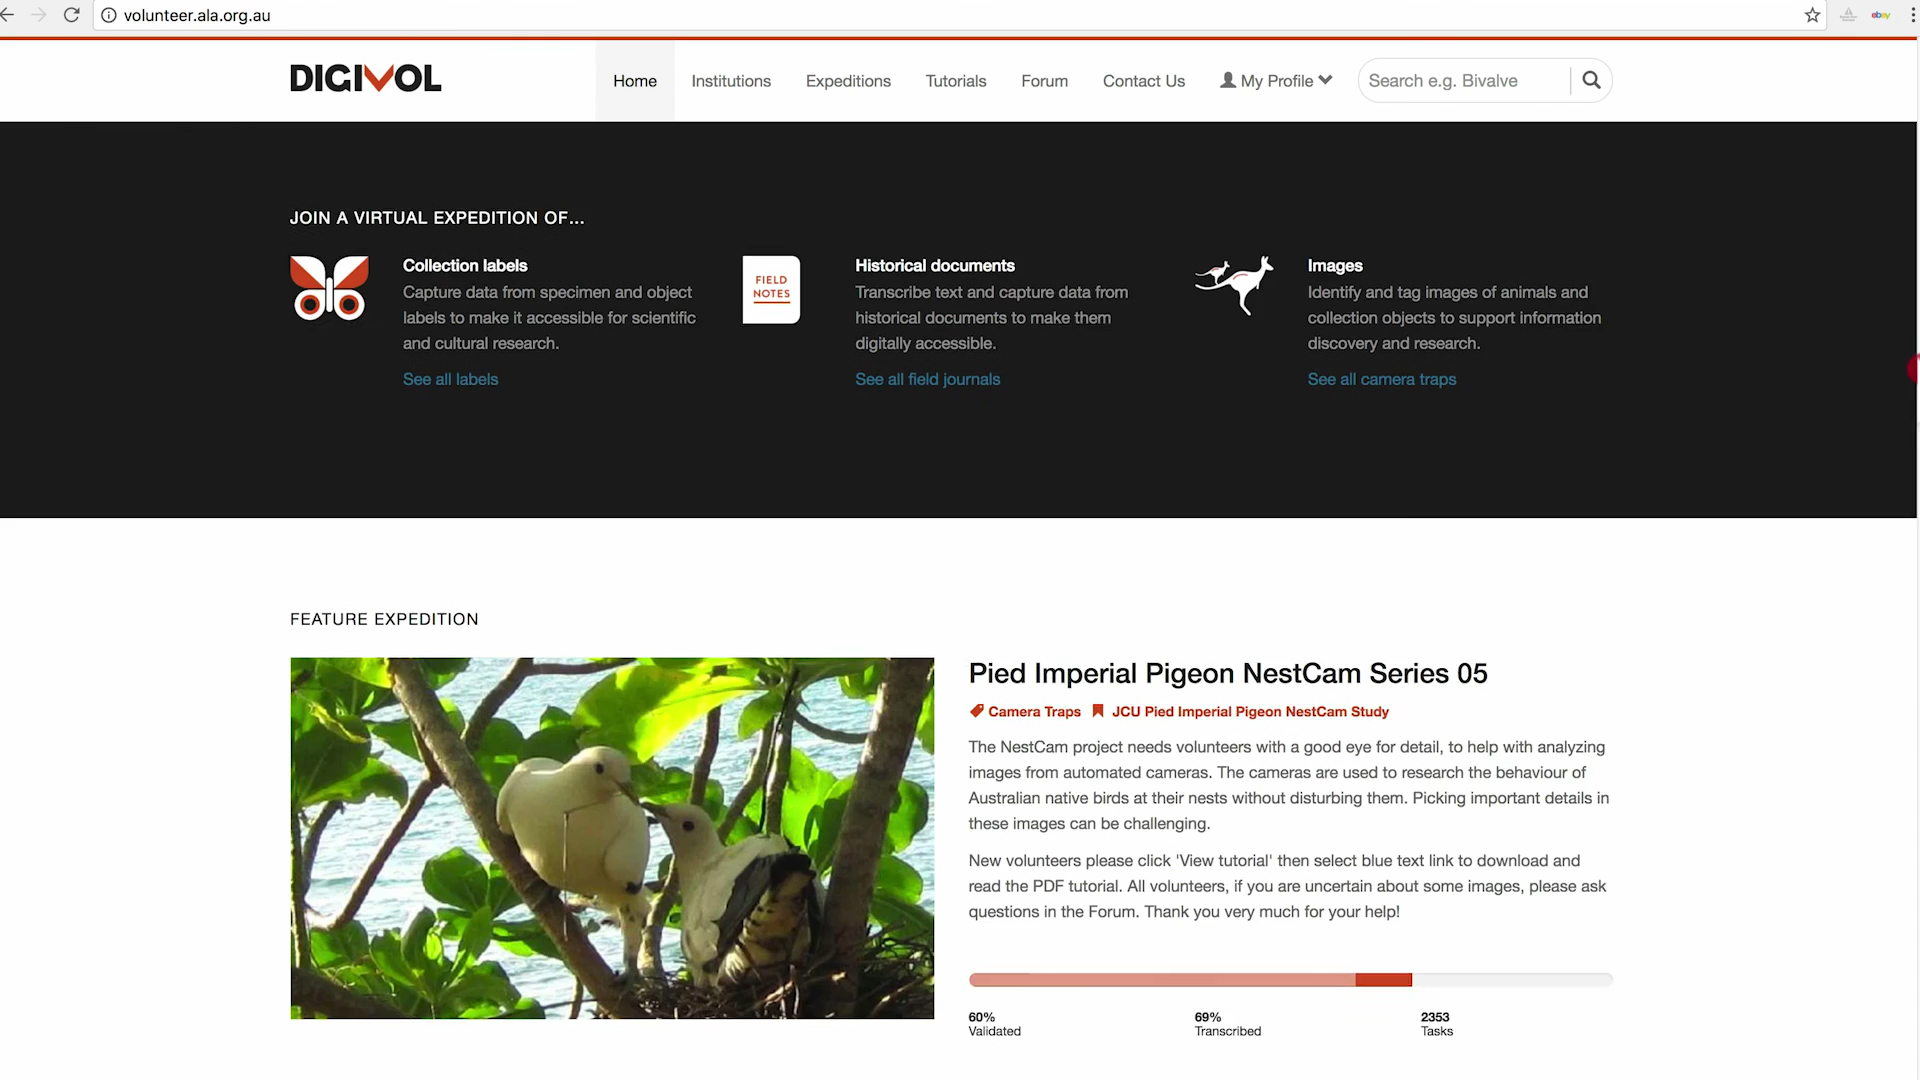 volunteer.ala.org.au
ebay
DIGIVOL
Home
Institutions
Expeditions
Tutorials
Forum
Contact Us
My Profile
Search e.g. Bivalve
JOIN A VIRTUAL EXPEDITION OF...
Collection labels
Capture data from specimen and object
labels to make it accessible for scientific
and cultural research.
See all labels
FIELD
NOTES
Historical documents
Transcribe text and capture data from
historical documents to make them
digitally accessible.
See all field journals
Images
Identify and tag images of animals and
collection objects to support information
discovery and research.
See all camera traps
FEATURE EXPEDITION
Pied Imperial Pigeon NestCam Series 05
Camera Traps JCU Pied Imperial Pigeon NestCam Study
The NestCam project needs volunteers with a good eye for detail, to help with analyzing
images from automated cameras. The cameras are used to research the behaviour of
Australian native birds at their nests without disturbing them. Picking important details in
these images can be challenging.
New volunteers please click 'View tutorial' then select blue text link to download and
read the PDF tutorial. All volunteers, if you are uncertain about some images, please ask
questions in the Forum. Thank you very much for your help!
60%
Validated
69%
Transcribed
2353
Tasks